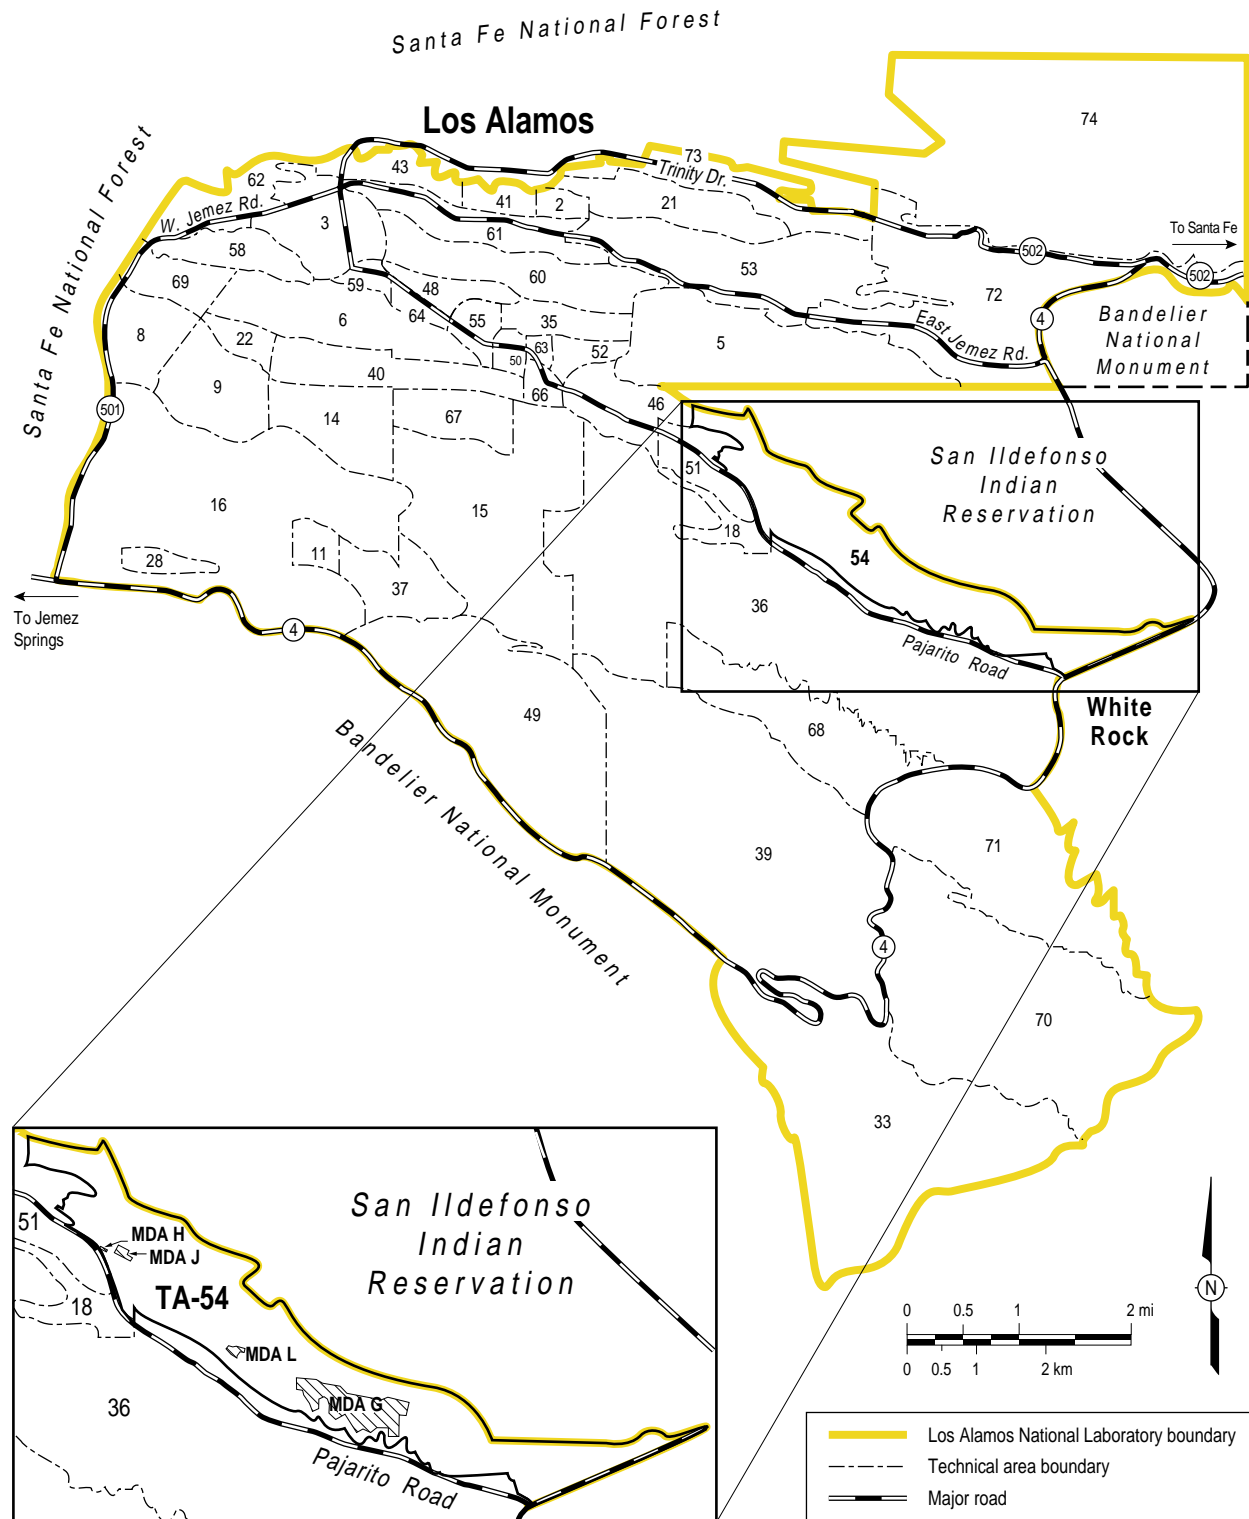 Santa Fe National Forest
Los Alamos
74
73
Trinity Dr.
43
62
Santa Fe National Forest
W. Jemez Rd.
41
2
21
3
61
58
To Santa Fe
502
502
53
60
69
59
48
72
64
55
35
6
4
Bandelier
National
Monument
8
22
63
52
50
5
East Jemez Rd.
40
9
66
46
501
14
67
San Ildefonso
Indian
Reservation
51
16
15
18
54
11
28
37
36
To Jemez
Springs
4
Pajarito Road
White
Rock
49
68
Bandelier National Monument
39
71
4
70
33
San Ildefonso
Indian
Reservation
51
MDA H
MDA J
TA-54
18
MDA L
MDA G
36
Pajarito Road
N
0 0.5 1 2 mi
0 0.5 1 2 km
Los Alamos National Laboratory boundary
Technical area boundary
Major road